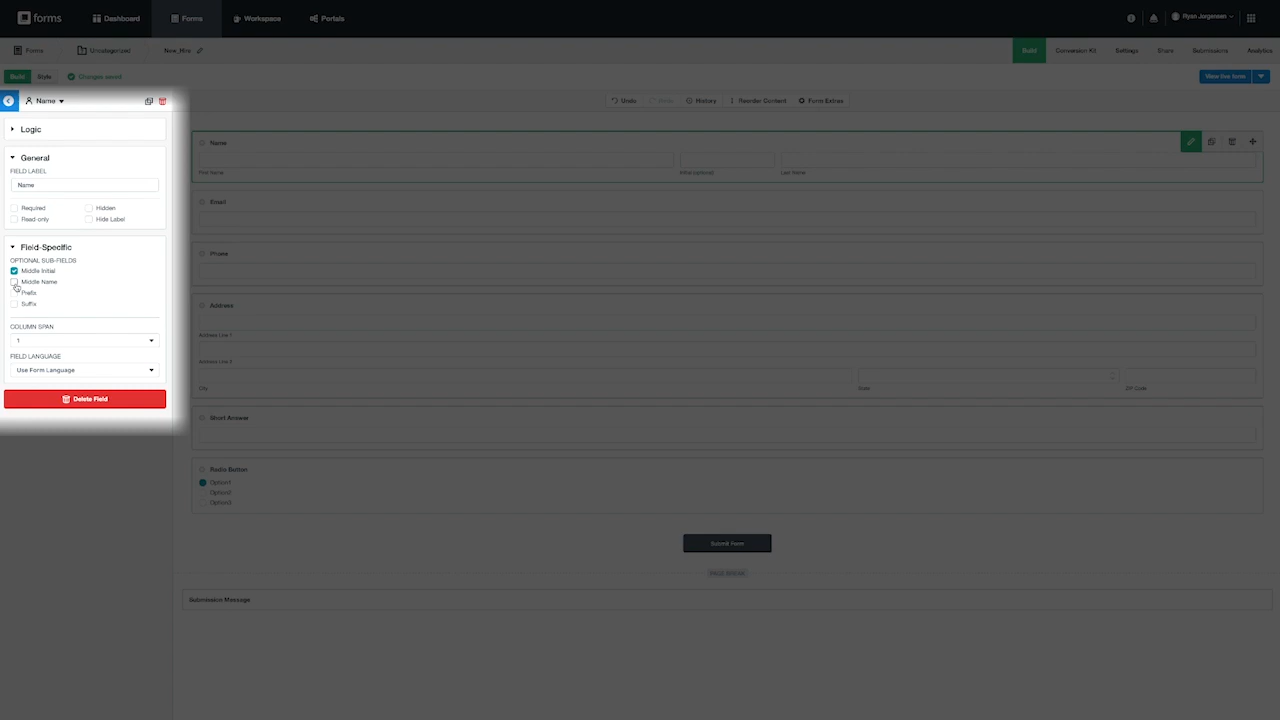 forms Dashboard Forms Workspace Portals Ryan Jorgensen
Forms Uncategorized New_Hire Build Conversion Kit Settings Share Submissions Analytics
Build Style Changes saved View live form
Name Undo Redo History Reorder Content Form Extras
Logic
General
FIELD LABEL
Name
Required Hidden
Read-only Hide Label
Field-Specific
OPTIONAL SUB-FIELDS
Middle Initial
Middle Name
Prefix
Suffix
COLUMN SPAN
1
FIELD LANGUAGE
Use Form Language
Delete Field
Name
First Name Initial (optional) Last Name
Email
Phone
Address
Address Line 1
Address Line 2
City State ZIP Code
Short Answer
Radio Button
Option1
Option2
Option3
Submit Form
PAGE BREAK
Submission Message